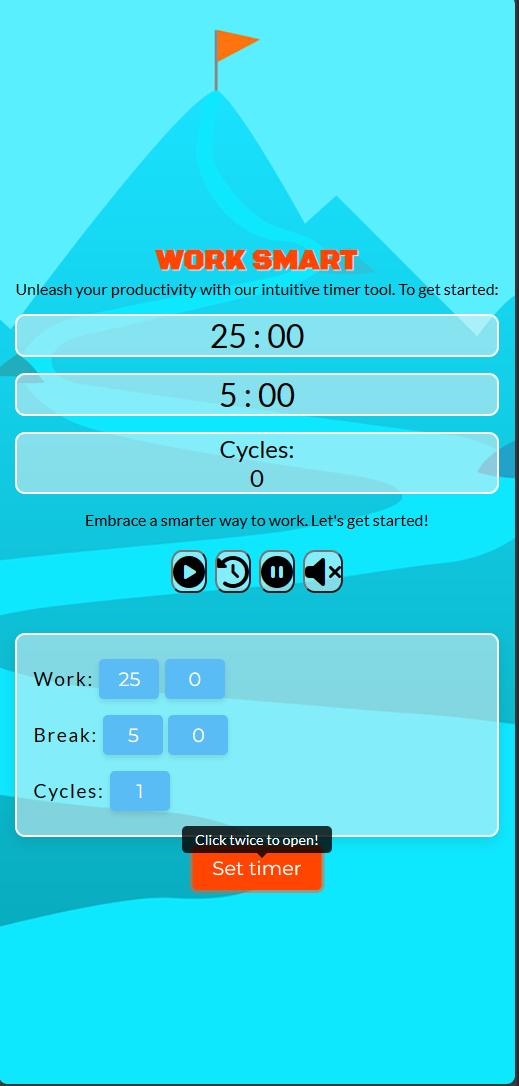 WORK SMART
Unleash your productivity with our intuitive timer tool. To get started:
25 : 00
5 : 00
Cycles:
0
Embrace a smarter way to work. Let's get started!
Work: 25 0
Break: 5 0
Cycles: 1
Click twice to open!
Set timer